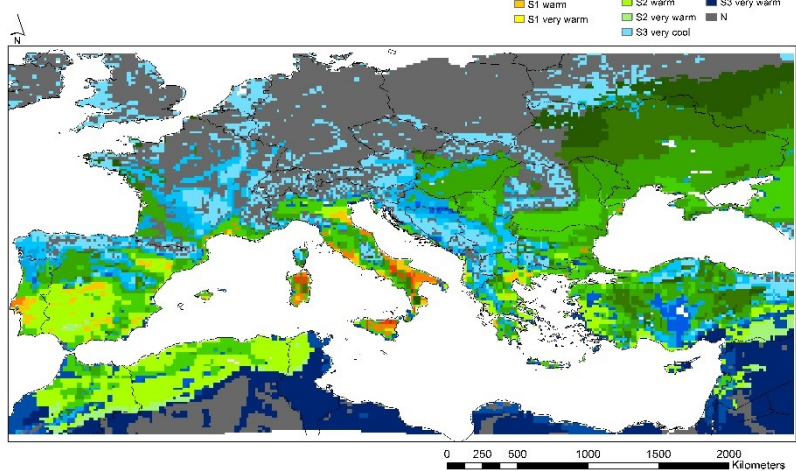 S1 warm S2 warm S3 very warm
S1 very warm S2 very warm N
S3 very cool
N
0 250 500 1000 1500 2000
Kilometers